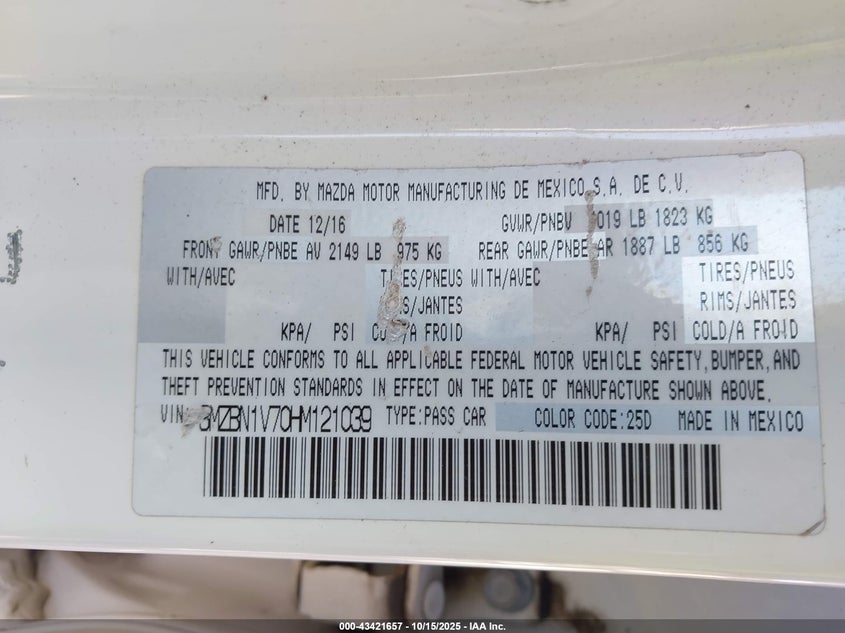 MFD. BY MAZDA MOTOR MANUFACTURING DE MEXICO S.A. DE C.V.
DATE 12/16 GVWR/PNBV 019 LB 1823 KG
FRONT GAWR/PNBE AV 2149 LB 975 KG REAR GAWR/PNBE AR 1887 LB 856 KG
WITH/AVEC TIRES/PNEUS WITH/AVEC TIRES/PNEUS
/JANTES RIMS/JANTES
KPA/ PSI COLD/A FROID KPA/ PSI COLD/A FROID
THIS VEHICLE CONFORMS TO ALL APPLICABLE FEDERAL MOTOR VEHICLE SAFETY, BUMPER, AND
THEFT PREVENTION STANDARDS IN EFFECT ON THE DATE OF MANUFACTURE SHOWN ABOVE.
VIN: 3MZBN1V70HM121039 TYPE:PASS CAR COLOR CODE:25D MADE IN MEXICO
000-43421657 - 10/15/2025 - IAA Inc.